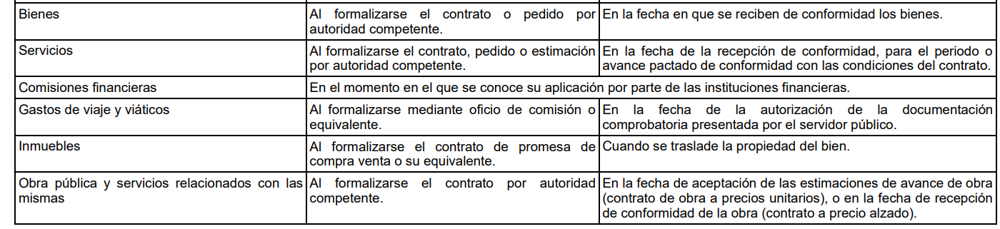 Bienes
Al formalizarse el contrato o pedido por
autoridad competente.
En la fecha en que se reciben de conformidad los bienes.
Servicios
Al formalizarse el contrato, pedido o estimación
por autoridad competente.
En la fecha de la recepción de conformidad, para el periodo o
avance pactado de conformidad con las condiciones del contrato.
Comisiones financieras
En el momento en el que se conoce su aplicación por parte de las instituciones financieras.
Gastos de viaje y viáticos
Al formalizarse mediante oficio de comisión o
equivalente.
En la fecha de la autorización de la documentación
comprobatoria presentada por el servidor público.
Inmuebles
Al formalizarse el contrato de promesa de
compra venta o su equivalente.
Cuando se traslade la propiedad del bien.
Obra pública y servicios relacionados con las
mismas
Al formalizarse el contrato por autoridad
competente.
En la fecha de aceptación de las estimaciones de avance de obra
(contrato de obra a precios unitarios), o en la fecha de recepción
de conformidad de la obra (contrato a precio alzado).